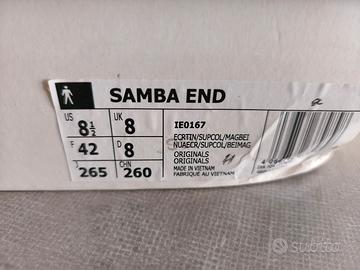 SAMBA END
US 8½ UK 8
F 42 D 8
J 265 CHN 260
IE0167
ECRTIN/SUPCOL/MAGBEI
NUAECR/SUPCOL/BEIMAG
ORIGINALS
ORIGINALS
MADE IN VIETNAM
FABRIQUÉ AU VIETNAM
subito